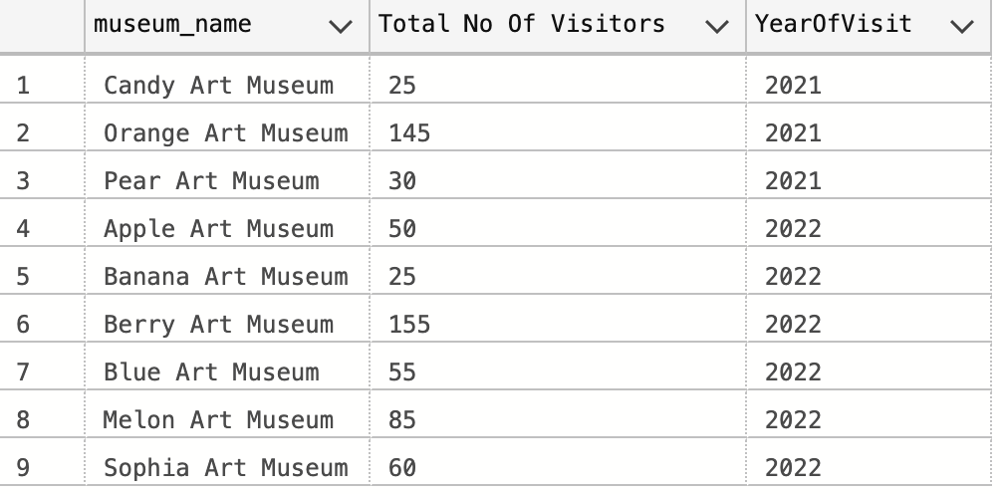 museum_name Total No Of Visitors YearOfVisit
1 Candy Art Museum 25 2021
2 Orange Art Museum 145 2021
3 Pear Art Museum 30 2021
4 Apple Art Museum 50 2022
5 Banana Art Museum 25 2022
6 Berry Art Museum 155 2022
7 Blue Art Museum 55 2022
8 Melon Art Museum 85 2022
9 Sophia Art Museum 60 2022